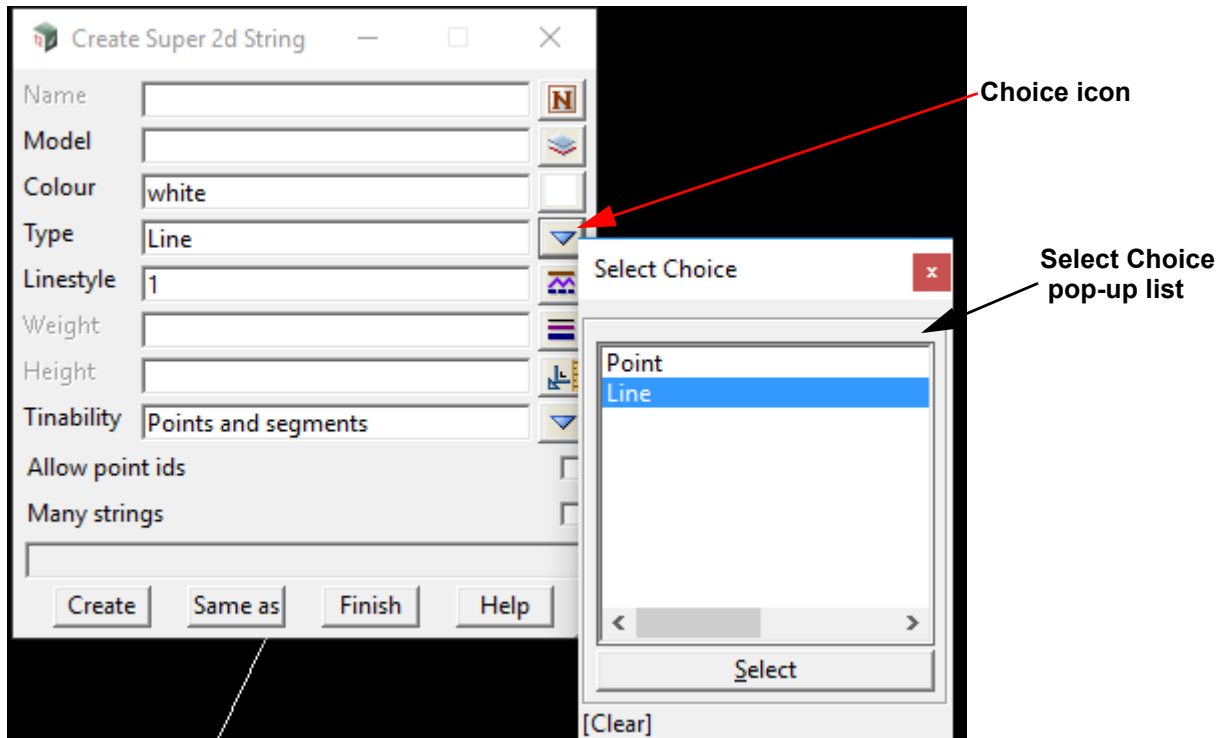 Create Super 2d String
Name
N
Model
Colour white
Type Line
Linestyle 1
Weight
Height
Tinability Points and segments
Allow point ids
Many strings
Create Same as Finish Help
Select Choice
x
Point
Line
Select
[Clear]
Choice icon
Select Choice
pop-up list